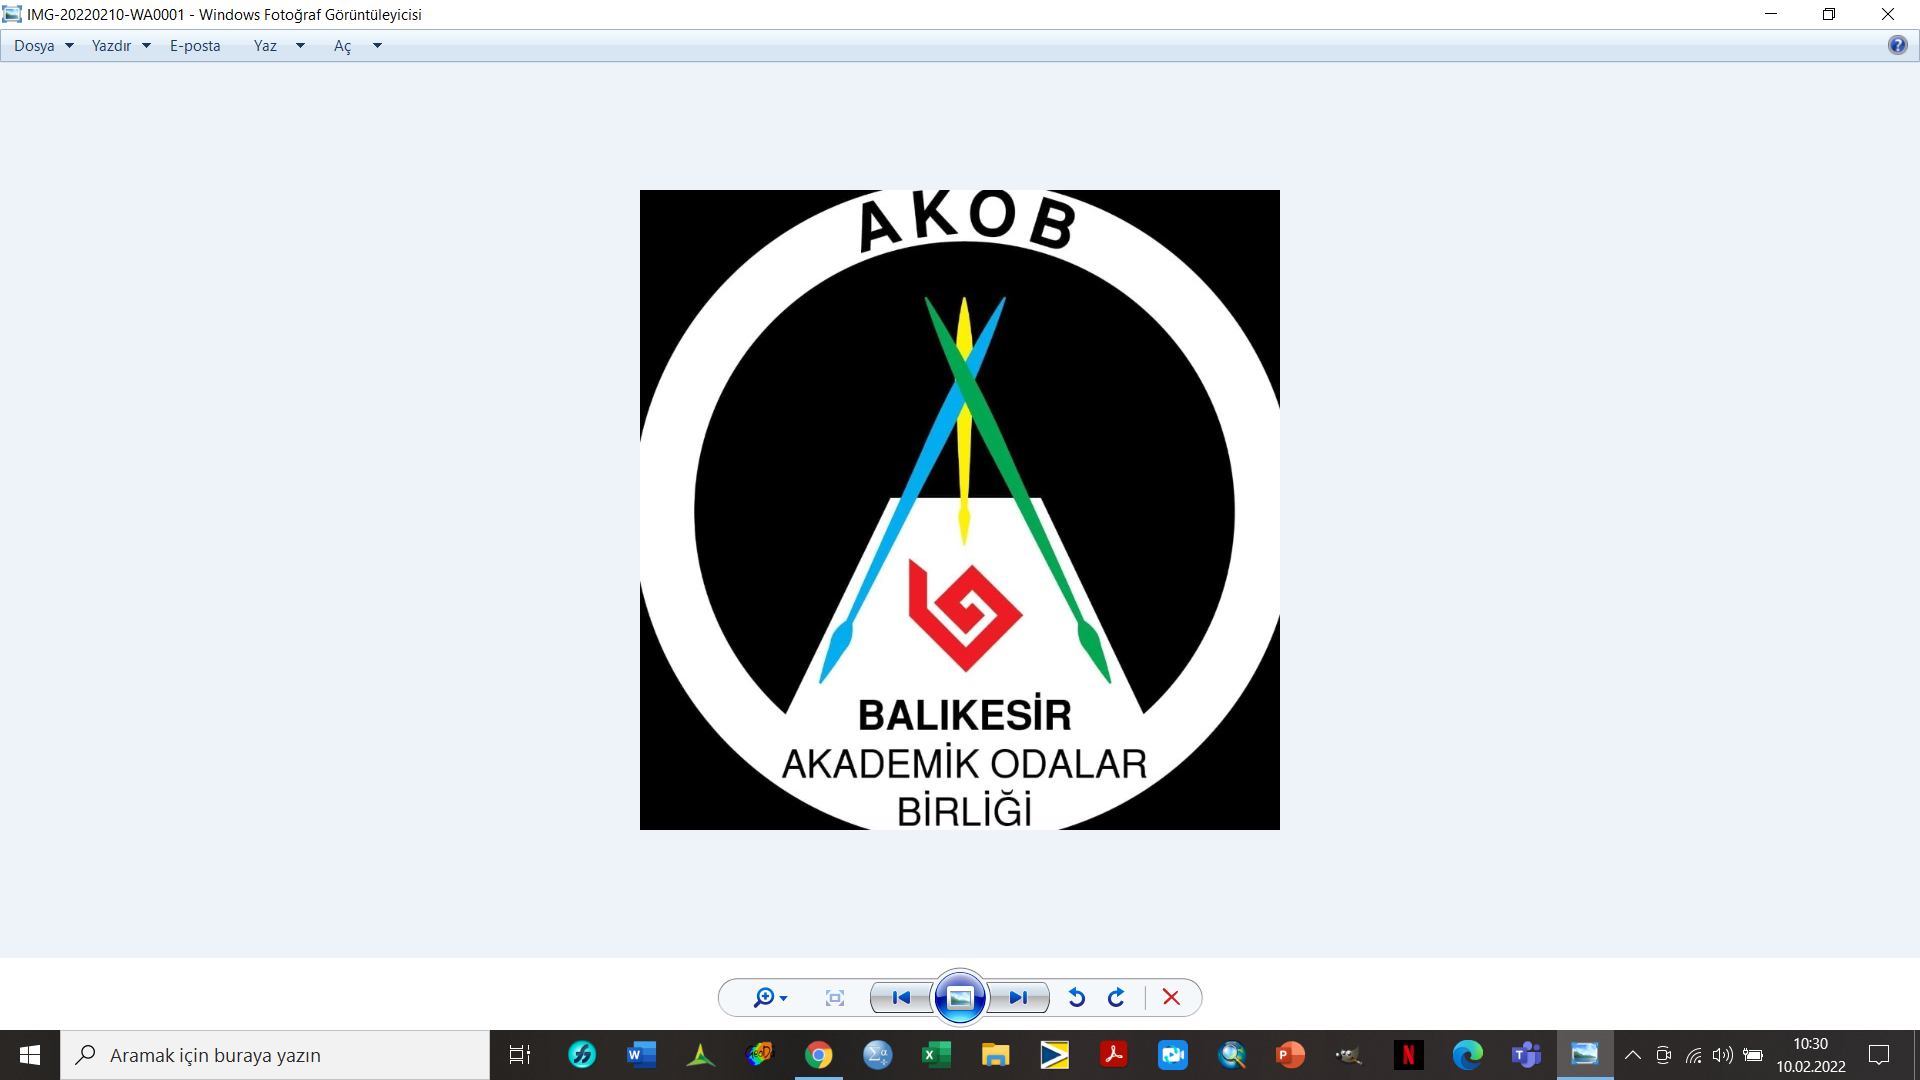 IMG-20220210-WA0001 - Windows Fotoğraf Görüntüleyicisi
Dosya Yazdır E-posta Yaz Aç
AKOB
BALIKESİR
AKADEMİK ODALAR
BİRLİĞİ
Aramak için buraya yazın
10:30
10.02.2022